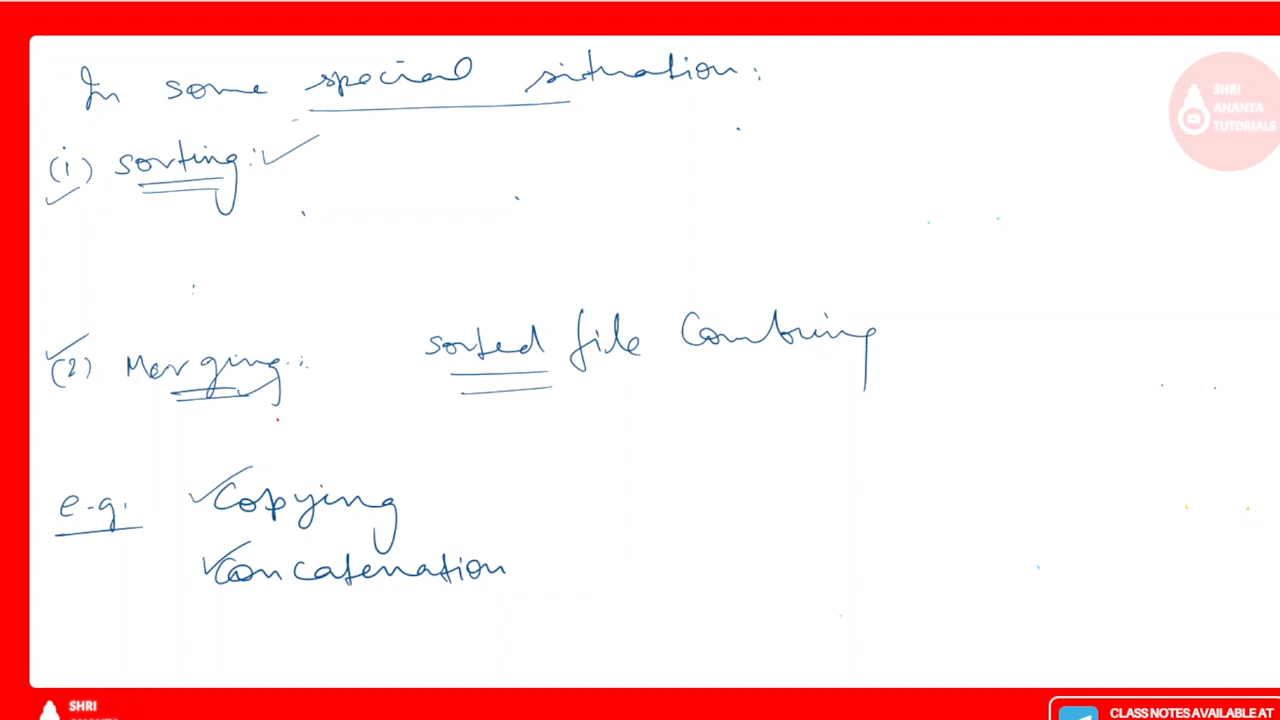 In some special situation:
SHRI
ANANTA
TUTORIALS
(i) sorting:
(2) Merging: sorted file Combing
e.g. Copying
Concatenation
SHRI
CLASS NOTES AVAILABLE AT